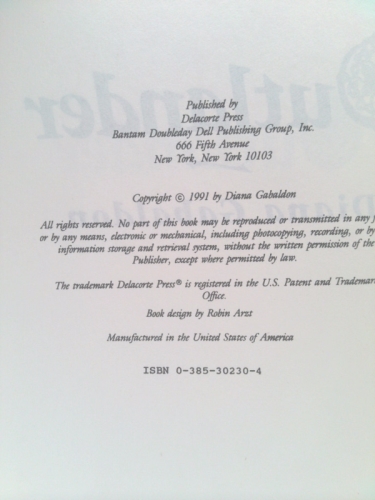 Published by
Delacorte Press
Bantam Doubleday Dell Publishing Group, Inc.
666 Fifth Avenue
New York, New York 10103
Copyright © 1991 by Diana Gabaldon
All rights reserved. No part of this book may be reproduced or transmitted in any
or by any means, electronic or mechanical, including photocopying, recording, or by
information storage and retrieval system, without the written permission of the
Publisher, except where permitted by law.
The trademark Delacorte Press® is registered in the U.S. Patent and Trademar
Office.
Book design by Robin Arzt
Manufactured in the United States of America
ISBN 0-385-30230-4